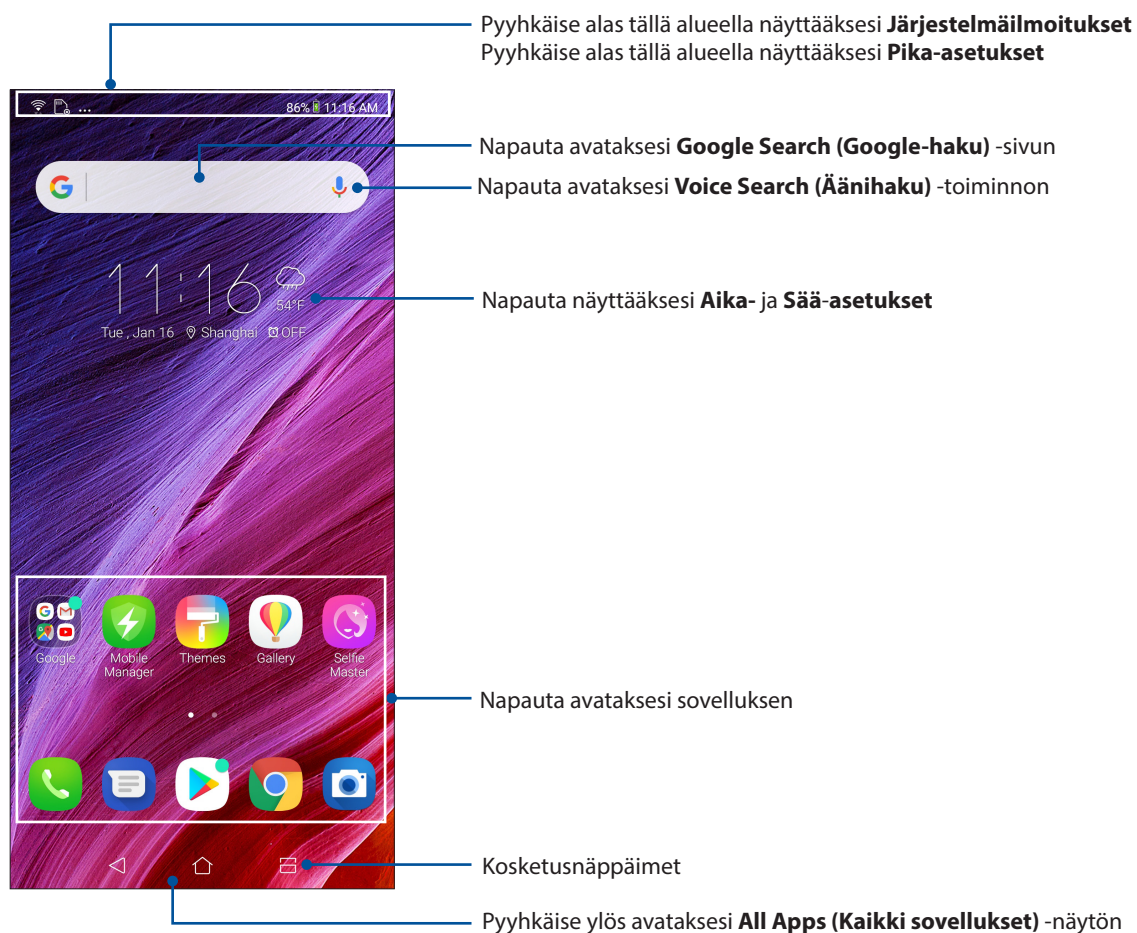 Pyyhkäise alas tällä alueella näyttääksesi Järjestelmäilmoitukset
Pyyhkäise alas tällä alueella näyttääksesi Pika-asetukset
86% 11:16 AM
Napauta avataksesi Google Search (Google-haku) -sivun
G
Napauta avataksesi Voice Search (Äänihaku) -toiminnon
11:16
54°F
Napauta näyttääksesi Aika- ja Sää-asetukset
Tue , Jan 16 Shanghai OFF
Google
Mobile
Manager
Themes
Gallery
Selfie
Master
Napauta avataksesi sovelluksen
Kosketusnäppäimet
Pyyhkäise ylös avataksesi All Apps (Kaikki sovellukset) -näytön